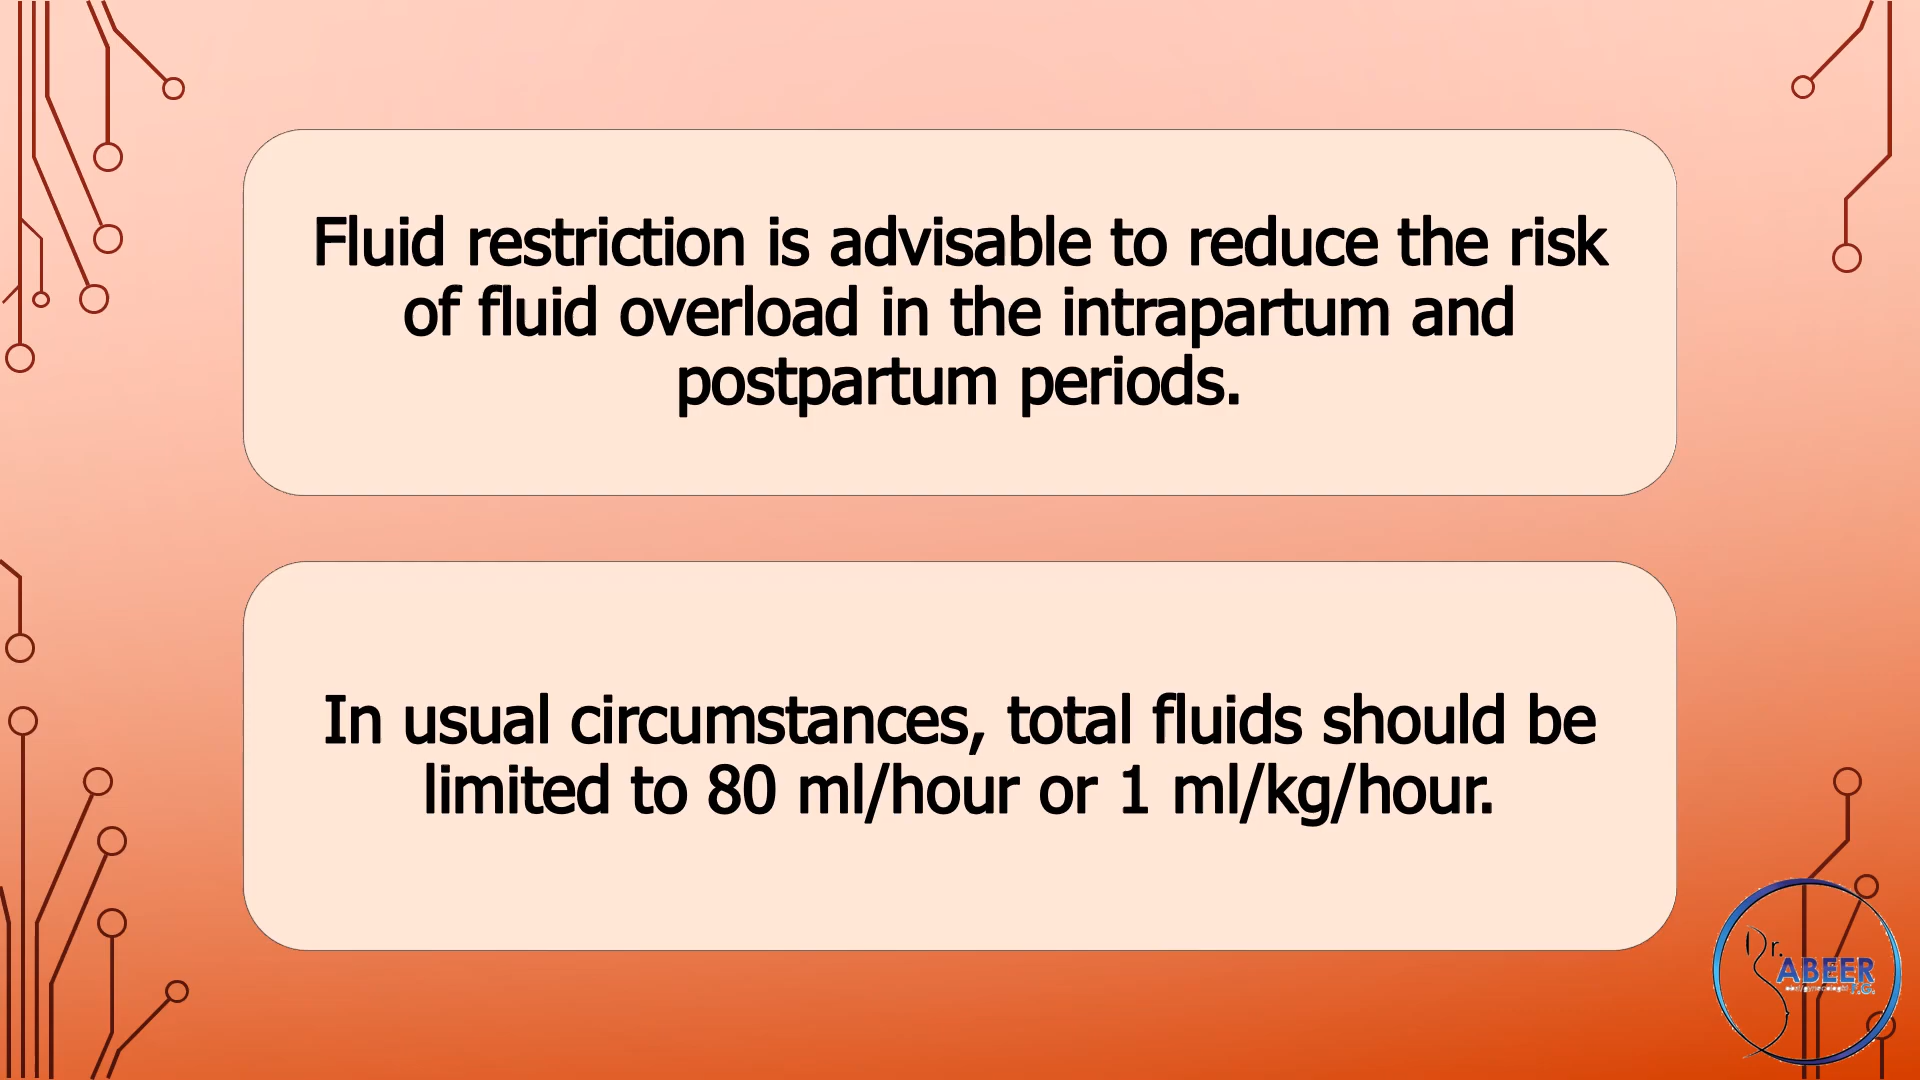 Fluid restriction is advisable to reduce the risk
of fluid overload in the intrapartum and
postpartum periods.
In usual circumstances, total fluids should be
limited to 80 ml/hour or 1 ml/kg/hour.
Dr.
ABEER
F.G.